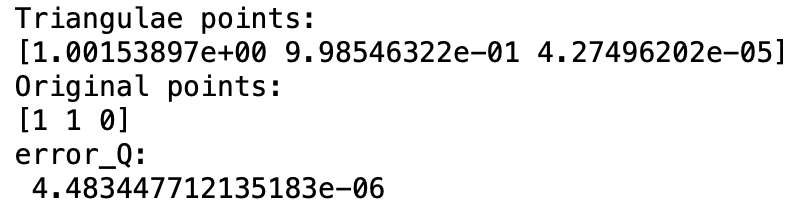 Triangulae points:
[1.00153897e+00 9.98546322e-01 4.27496202e-05]
Original points:
[1 1 0]
error_Q:
4.483447712135183e-06